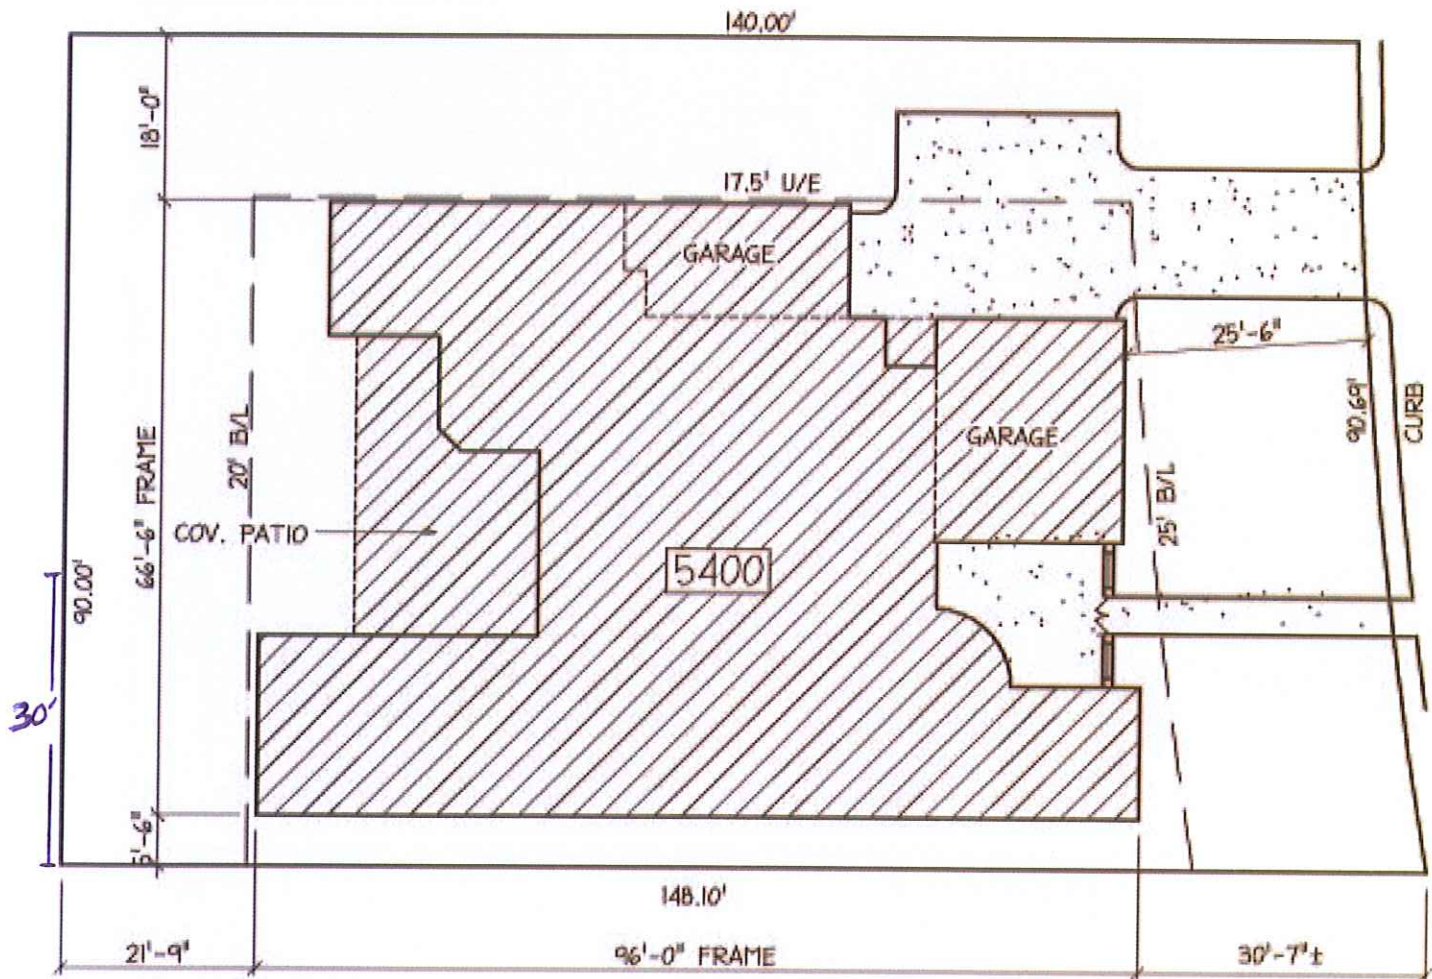 140.00'
18'-0"
17.5' U/E
GARAGE
25'-6"
GARAGE
90.69'
CURB
20' B/L
66'-6" FRAME
25' B/L
COV. PATIO
5400
90.00'
30'
5'-6"
148.10'
21'-9"
96'-0" FRAME
30'-7"±